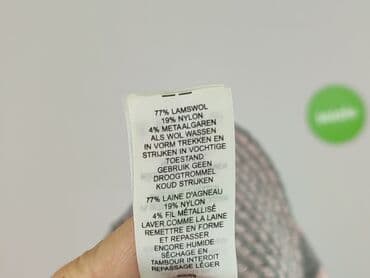 77% LAMSWOL
19% NYLON
4% METAALGAREN
ALS WOL WASSEN
IN VORM TREKKEN EN
STRIJKEN IN VOCHTIGE
TOESTAND
GEBRUIK GEEN
DROOGTROMMEL
KOUD STRIJKEN
77% LAINE D'AGNEAU
19% NYLON
4% FIL MÉTALLISÉ
LAVER COMME LA LAINE
REMETTRE EN FORME
ET REPASSER
ENCORE HUMIDE
SÉCHAGE EN
TAMBOUR INTERDIT
REPASSAGE LÉGER